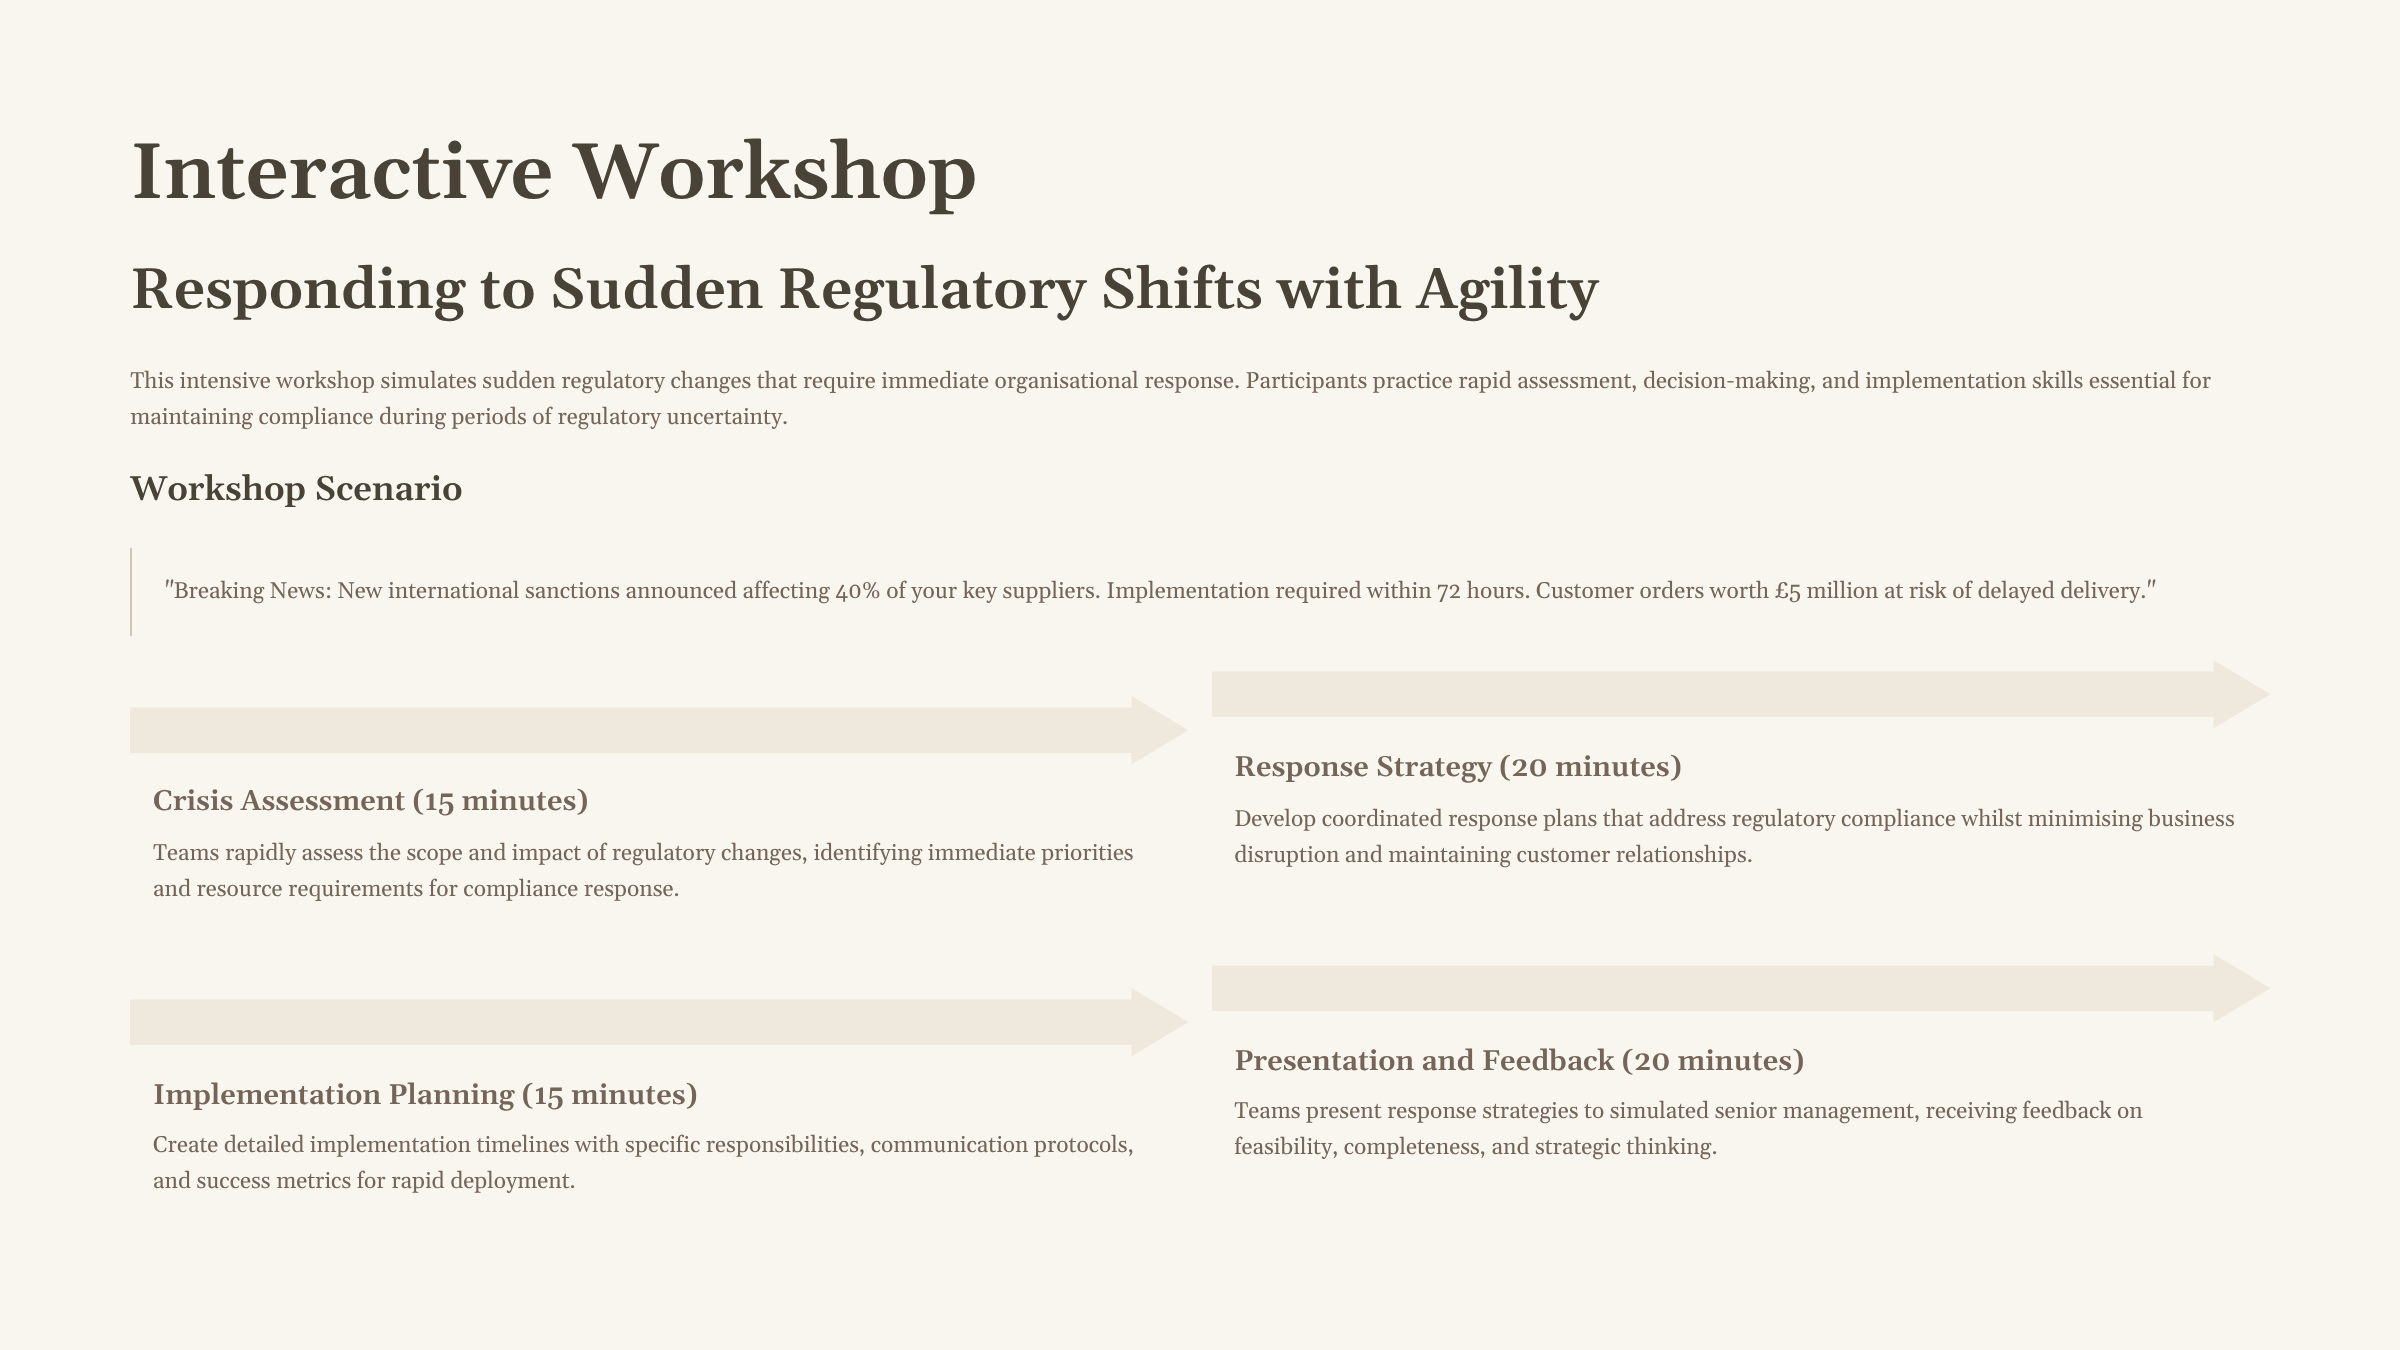 Interactive Workshop
Responding to Sudden Regulatory Shifts with Agility
This intensive workshop simulates sudden regulatory changes that require immediate organisational response. Participants practice rapid assessment, decision-making, and implementation skills essential for
maintaining compliance during periods of regulatory uncertainty.
Workshop Scenario
"Breaking News: New international sanctions announced affecting 40% of your key suppliers. Implementation required within 72 hours. Customer orders worth £5 million at risk of delayed delivery."
Crisis Assessment (15 minutes)
Teams rapidly assess the scope and impact of regulatory changes, identifying immediate priorities
and resource requirements for compliance response.
Response Strategy (20 minutes)
Develop coordinated response plans that address regulatory compliance whilst minimising business
disruption and maintaining customer relationships.
Implementation Planning (15 minutes)
Create detailed implementation timelines with specific responsibilities, communication protocols,
and success metrics for rapid deployment.
Presentation and Feedback (20 minutes)
Teams present response strategies to simulated senior management, receiving feedback on
feasibility, completeness, and strategic thinking.